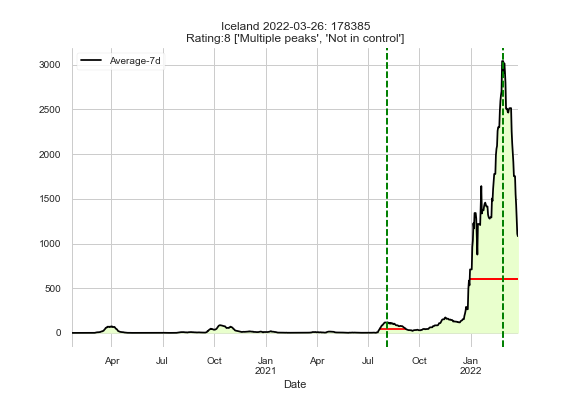 Iceland 2022-03-26: 178385
Rating:8 ['Multiple peaks', 'Not in control']
Average-7d
3000
2500
2000
1500
1000
500
0
Apr Jul Oct Jan Apr Jul Oct Jan
2021 2022
Date